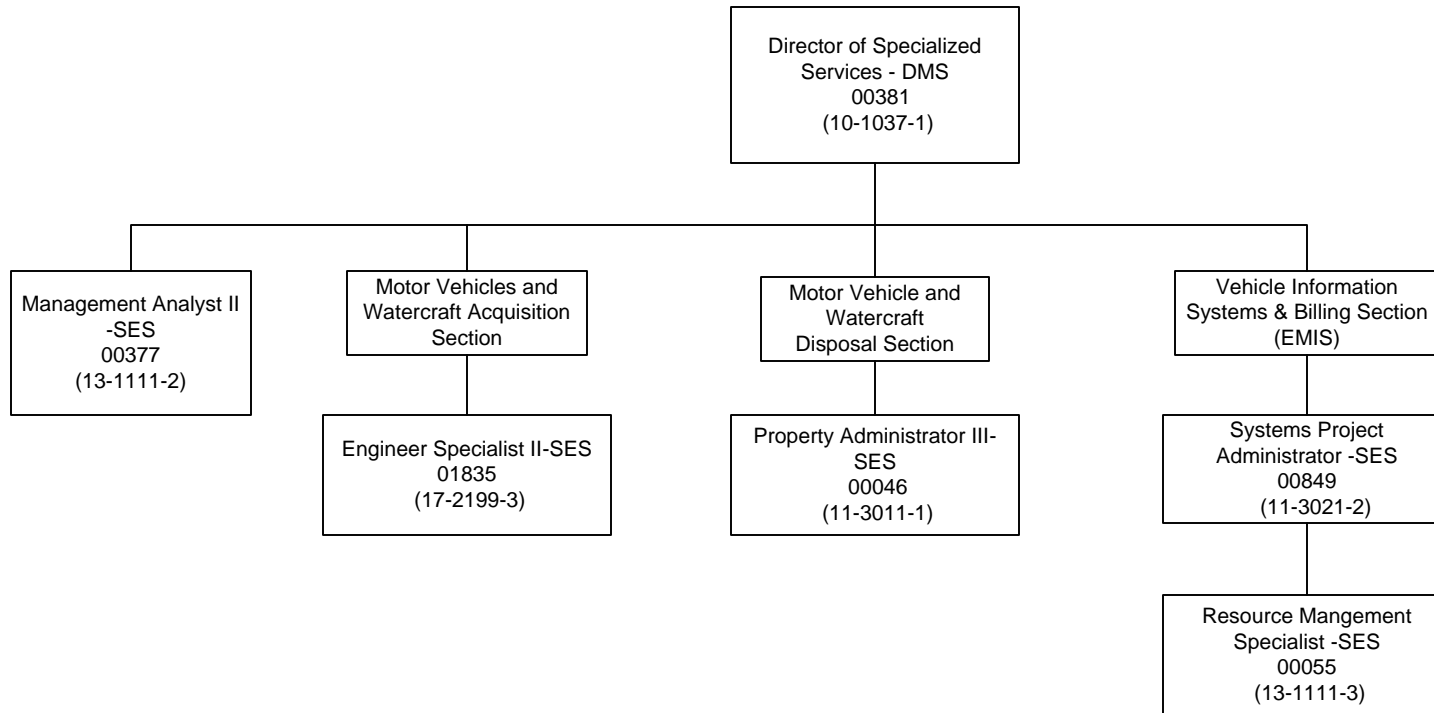 Director of Specialized
Services - DMS
00381
(10-1037-1)
Management Analyst II
-SES
00377
(13-1111-2)
Motor Vehicles and
Watercraft Acquisition
Section
Motor Vehicle and
Watercraft
Disposal Section
Vehicle Information
Systems & Billing Section
(EMIS)
Engineer Specialist II-SES
01835
(17-2199-3)
Property Administrator III-
SES
00046
(11-3011-1)
Systems Project
Administrator -SES
00849
(11-3021-2)
Resource Mangement
Specialist -SES
00055
(13-1111-3)